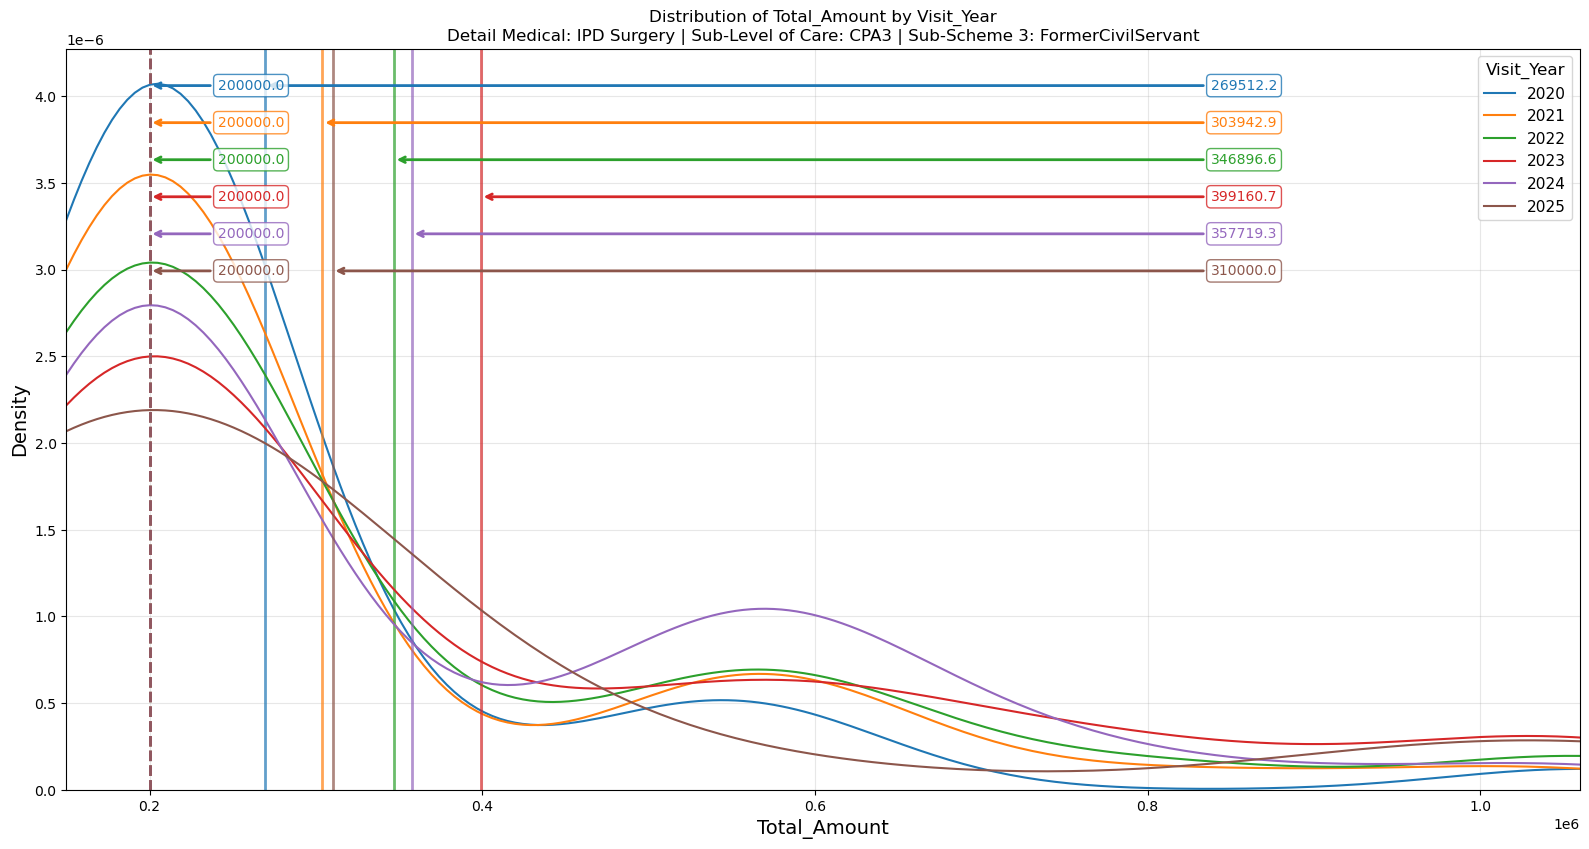 Distribution of Total_Amount by Visit_Year
Detail Medical: IPD Surgery | Sub-Level of Care: CPA3 | Sub-Scheme 3: FormerCivilServant
1e−6
Visit_Year
2020
2021
2022
2023
2024
2025
200000.0 269512.2
200000.0 303942.9
200000.0 346896.6
200000.0 399160.7
200000.0 357719.3
200000.0 310000.0
4.0
3.5
3.0
2.5
2.0
1.5
1.0
0.5
0.0
Density
0.2 0.4 0.6 0.8 1.0
1e6
Total_Amount